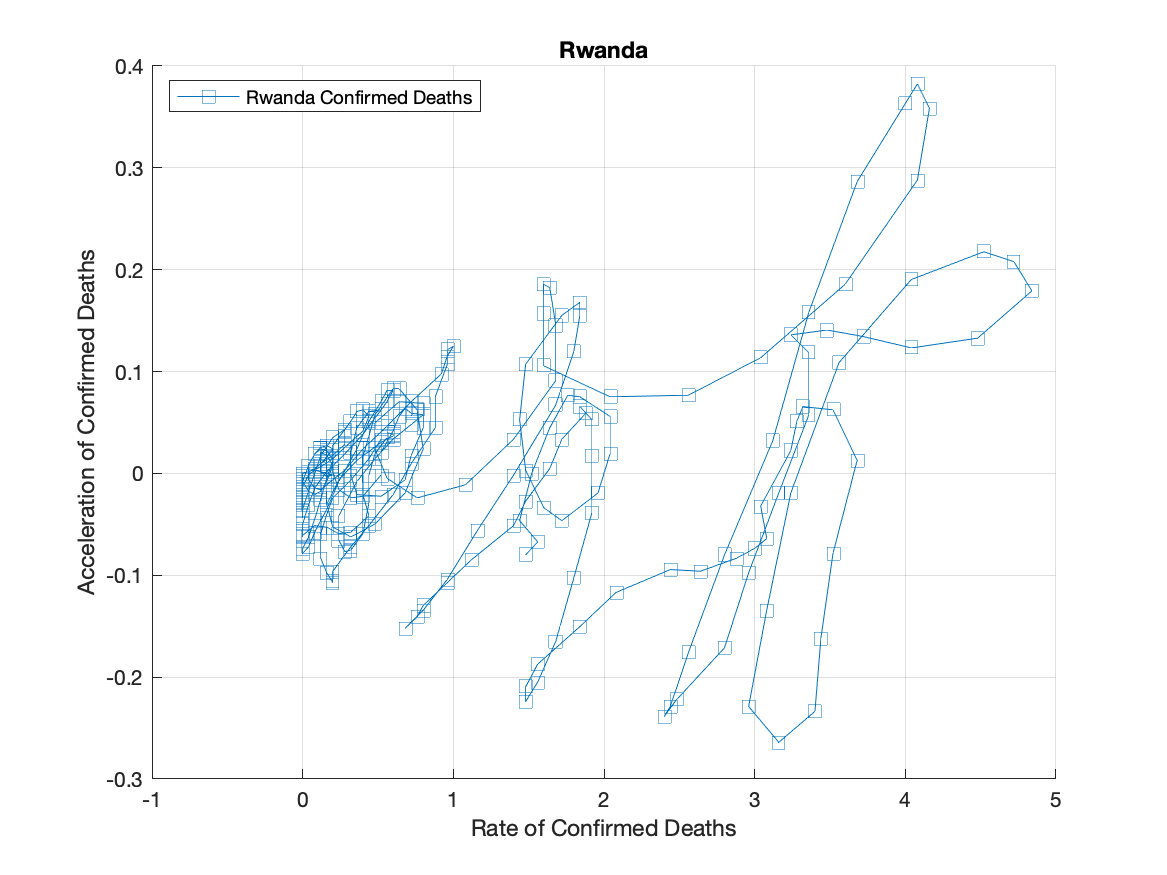 Rwanda
Rwanda Confirmed Deaths
Acceleration of Confirmed Deaths
0.4
0.3
0.2
0.1
0
-0.1
-0.2
-0.3
-1 0 1 2 3 4 5
Rate of Confirmed Deaths